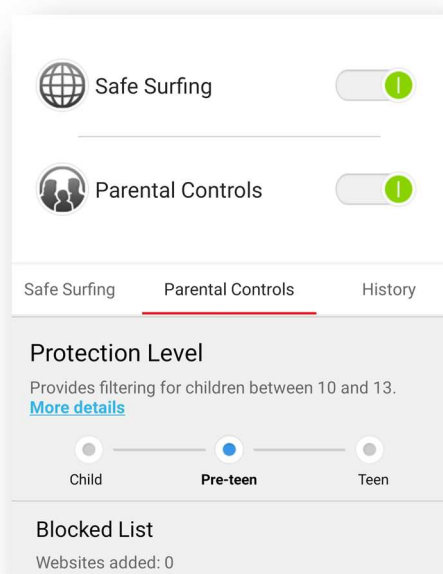 Safe Surfing
Parental Controls
Safe Surfing Parental Controls History
Protection Level
Provides filtering for children between 10 and 13.
More details
Child Pre-teen Teen
Blocked List
Websites added: 0